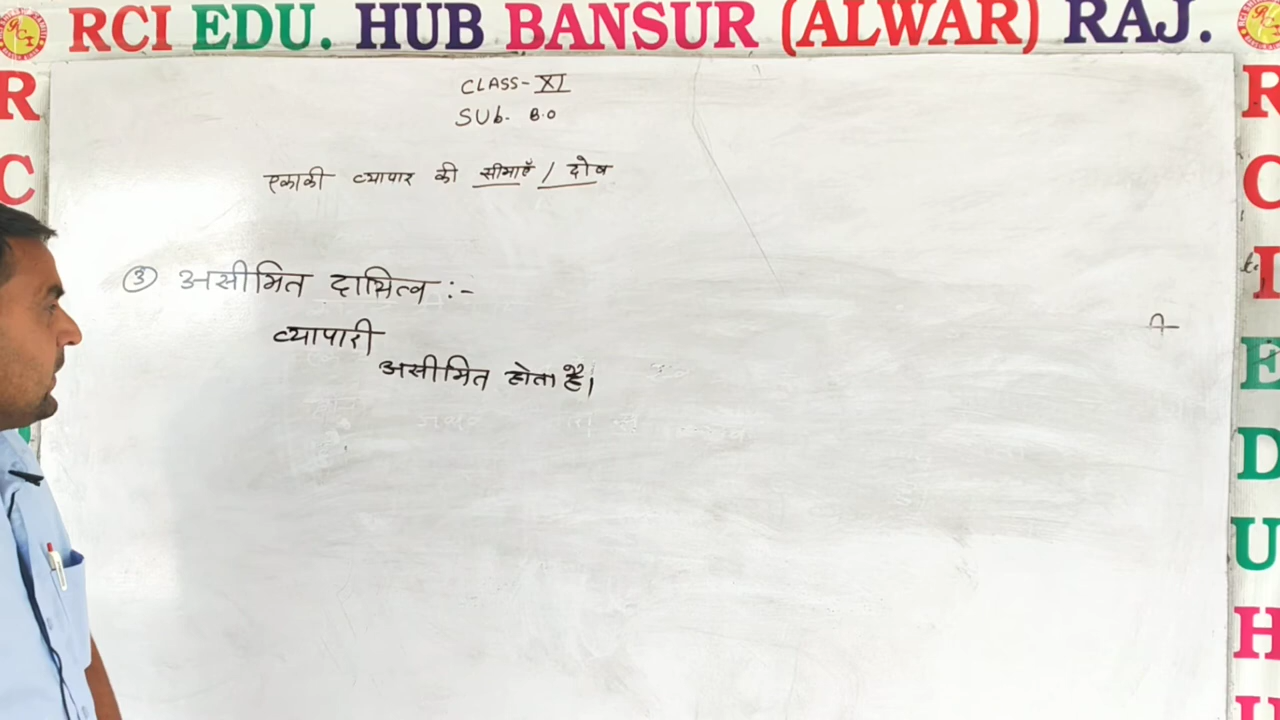 RCI EDU. HUB BANSUR (ALWAR) RAJ.
CLASS-XI
SUb. B.O
एकाकी व्यापार की सीमाएँ / दोष
③ असीमित दायित्व :-
व्यापारी
असीमित होता है।
R
C
R
C
I
E
D
U
H
U